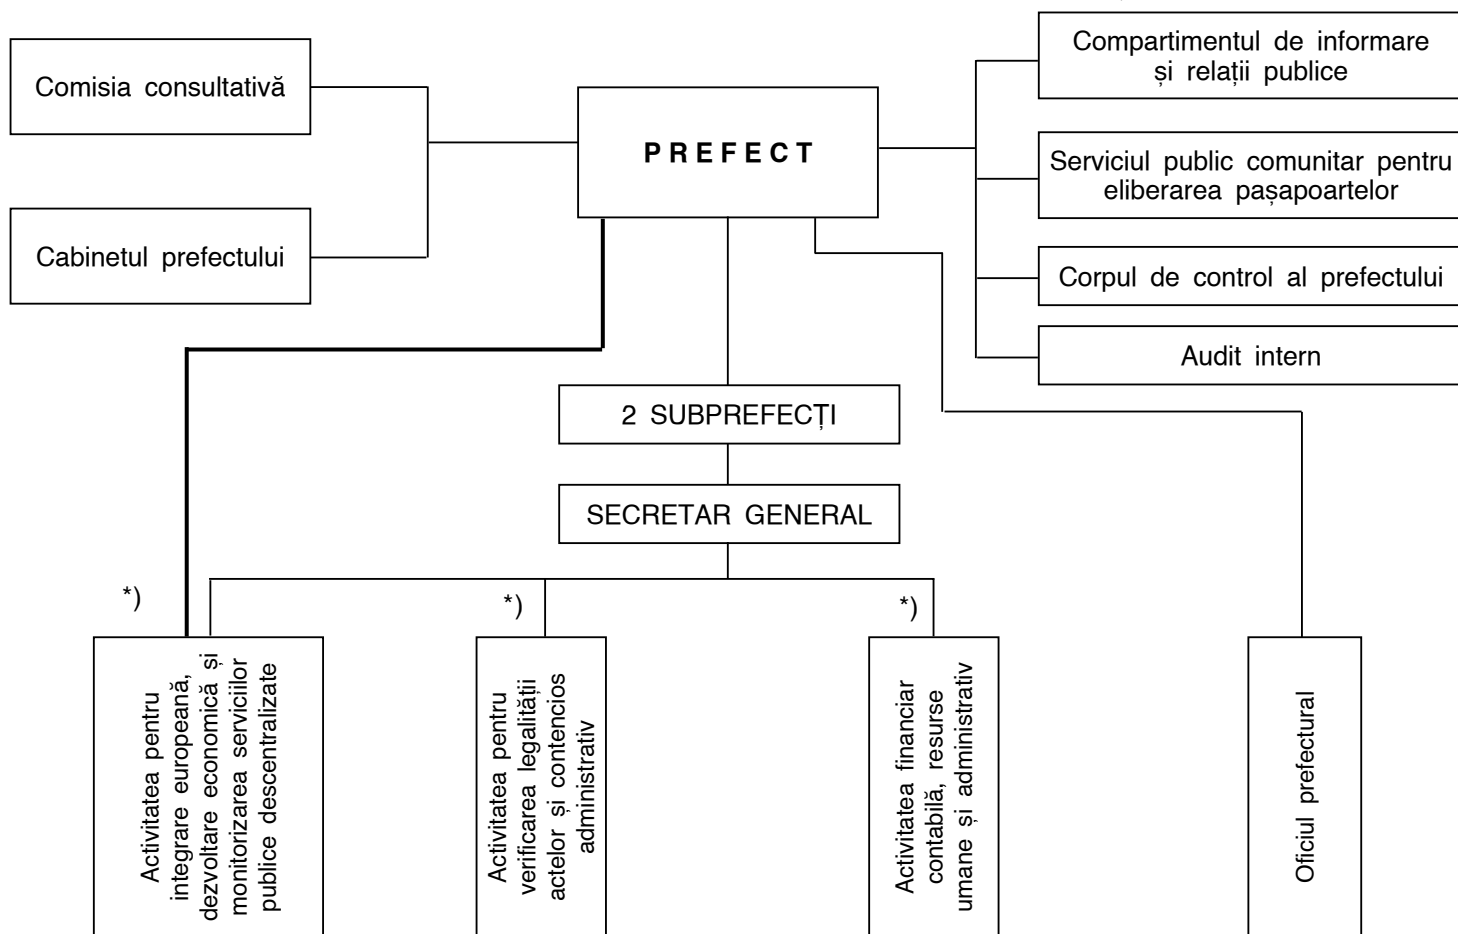 Comisia consultativă
Cabinetul prefectului
PREFECT
Compartimentul de informare
și relații publice
Serviciul public comunitar pentru
eliberarea pașapoartelor
Corpul de control al prefectului
Audit intern
2 SUBPREFECȚI
SECRETAR GENERAL
*)
*)
*)
Activitatea pentru
integrare europeană,
dezvoltare economică și
monitorizarea serviciilor
publice descentralizate
Activitatea pentru
verificarea legalității
actelor și contencios
administrativ
Activitatea financiar
contabilă, resurse
umane și administrativ
Oficiul prefectural